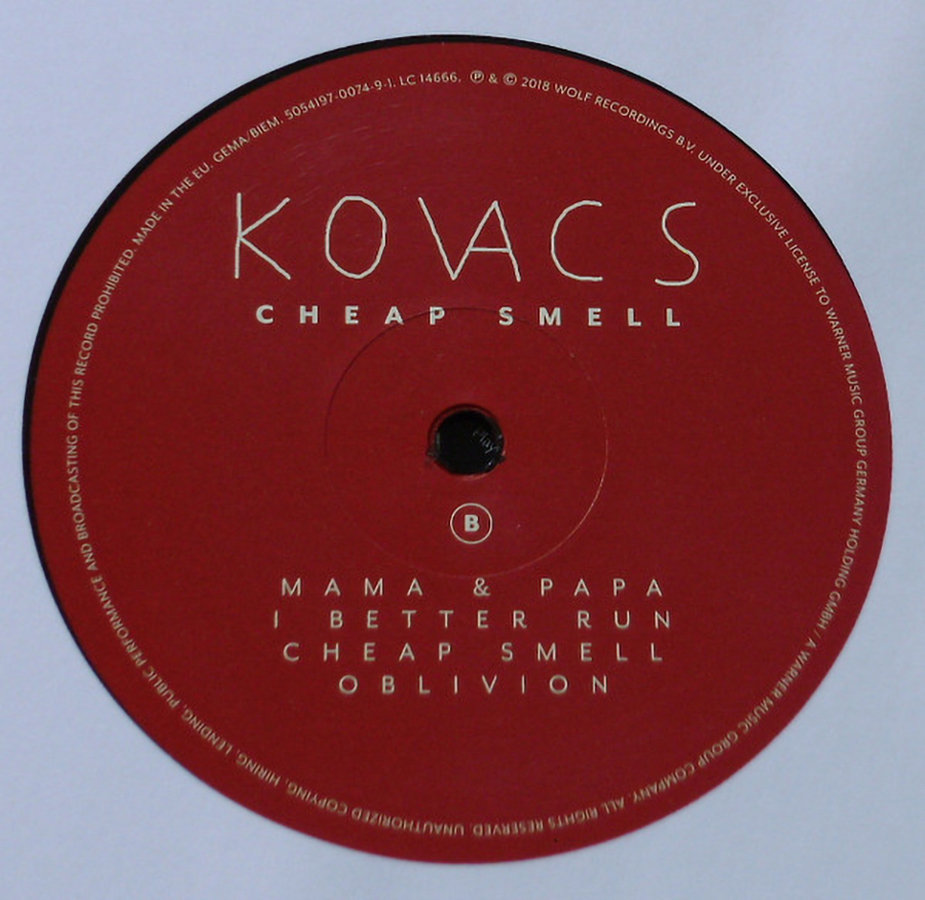 MADE IN THE EU. GEMA/BIEM. 5054197-0074-9-1. LC 14666. ℗ & © 2018 WOLF RECORDINGS B.V. UNDER EXCLUSIVE LICENSE TO WARNER MUSIC GROUP GERMANY HOLDING GMBH / A WARNER MUSIC GROUP COMPANY. ALL RIGHTS RESERVED. UNAUTHORIZED COPYING, HIRING, LENDING, PUBLIC PERFORMANCE AND BROADCASTING OF THIS RECORD PROHIBITED.
KOVACS
CHEAP SMELL
Play
B
MAMA & PAPA
I BETTER RUN
CHEAP SMELL
OBLIVION